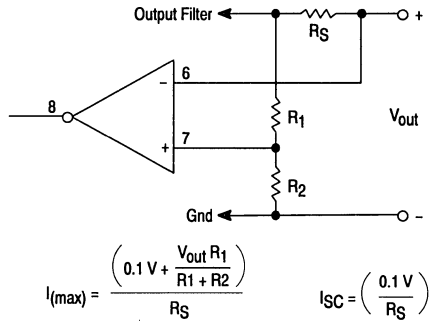 Output Filter
+
RS
8
6
−
R1
Vout
7
+
R2
Gnd
−
I(max) = (0.1 V + Vout R1 / R1 + R2) / RS
ISC = (0.1 V / RS)